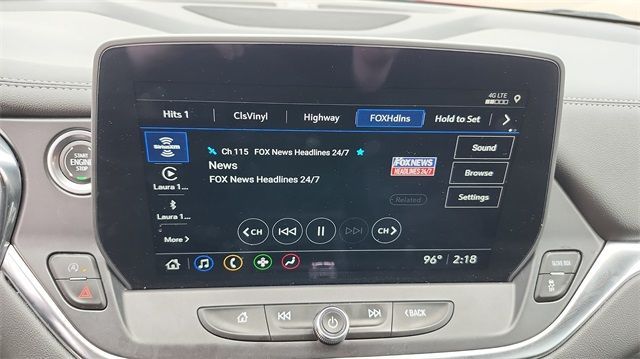 4G LTE
Hits 1 ClsVinyl Highway FOXHdlns Hold to Set
START ENGINE STOP
SiriusXM
Ch 115 FOX News Headlines 24/7
News
FOX News Headlines 24/7
FOX NEWS
HEADLINES 24/7
Sound
Browse
Settings
Laura 1...
Laura 1...
Related
CH CH
More
96° 2:18
BACK